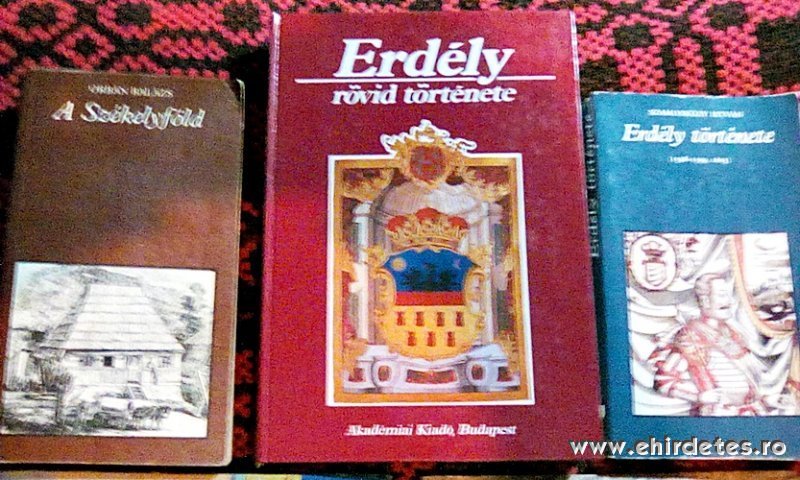 ORBÁN BALÁZS
A Székelyföld
Erdély
rövid története
Akadémiai Kiadó, Budapest
Erdély története
Erdély története
www.ehirdetes.ro